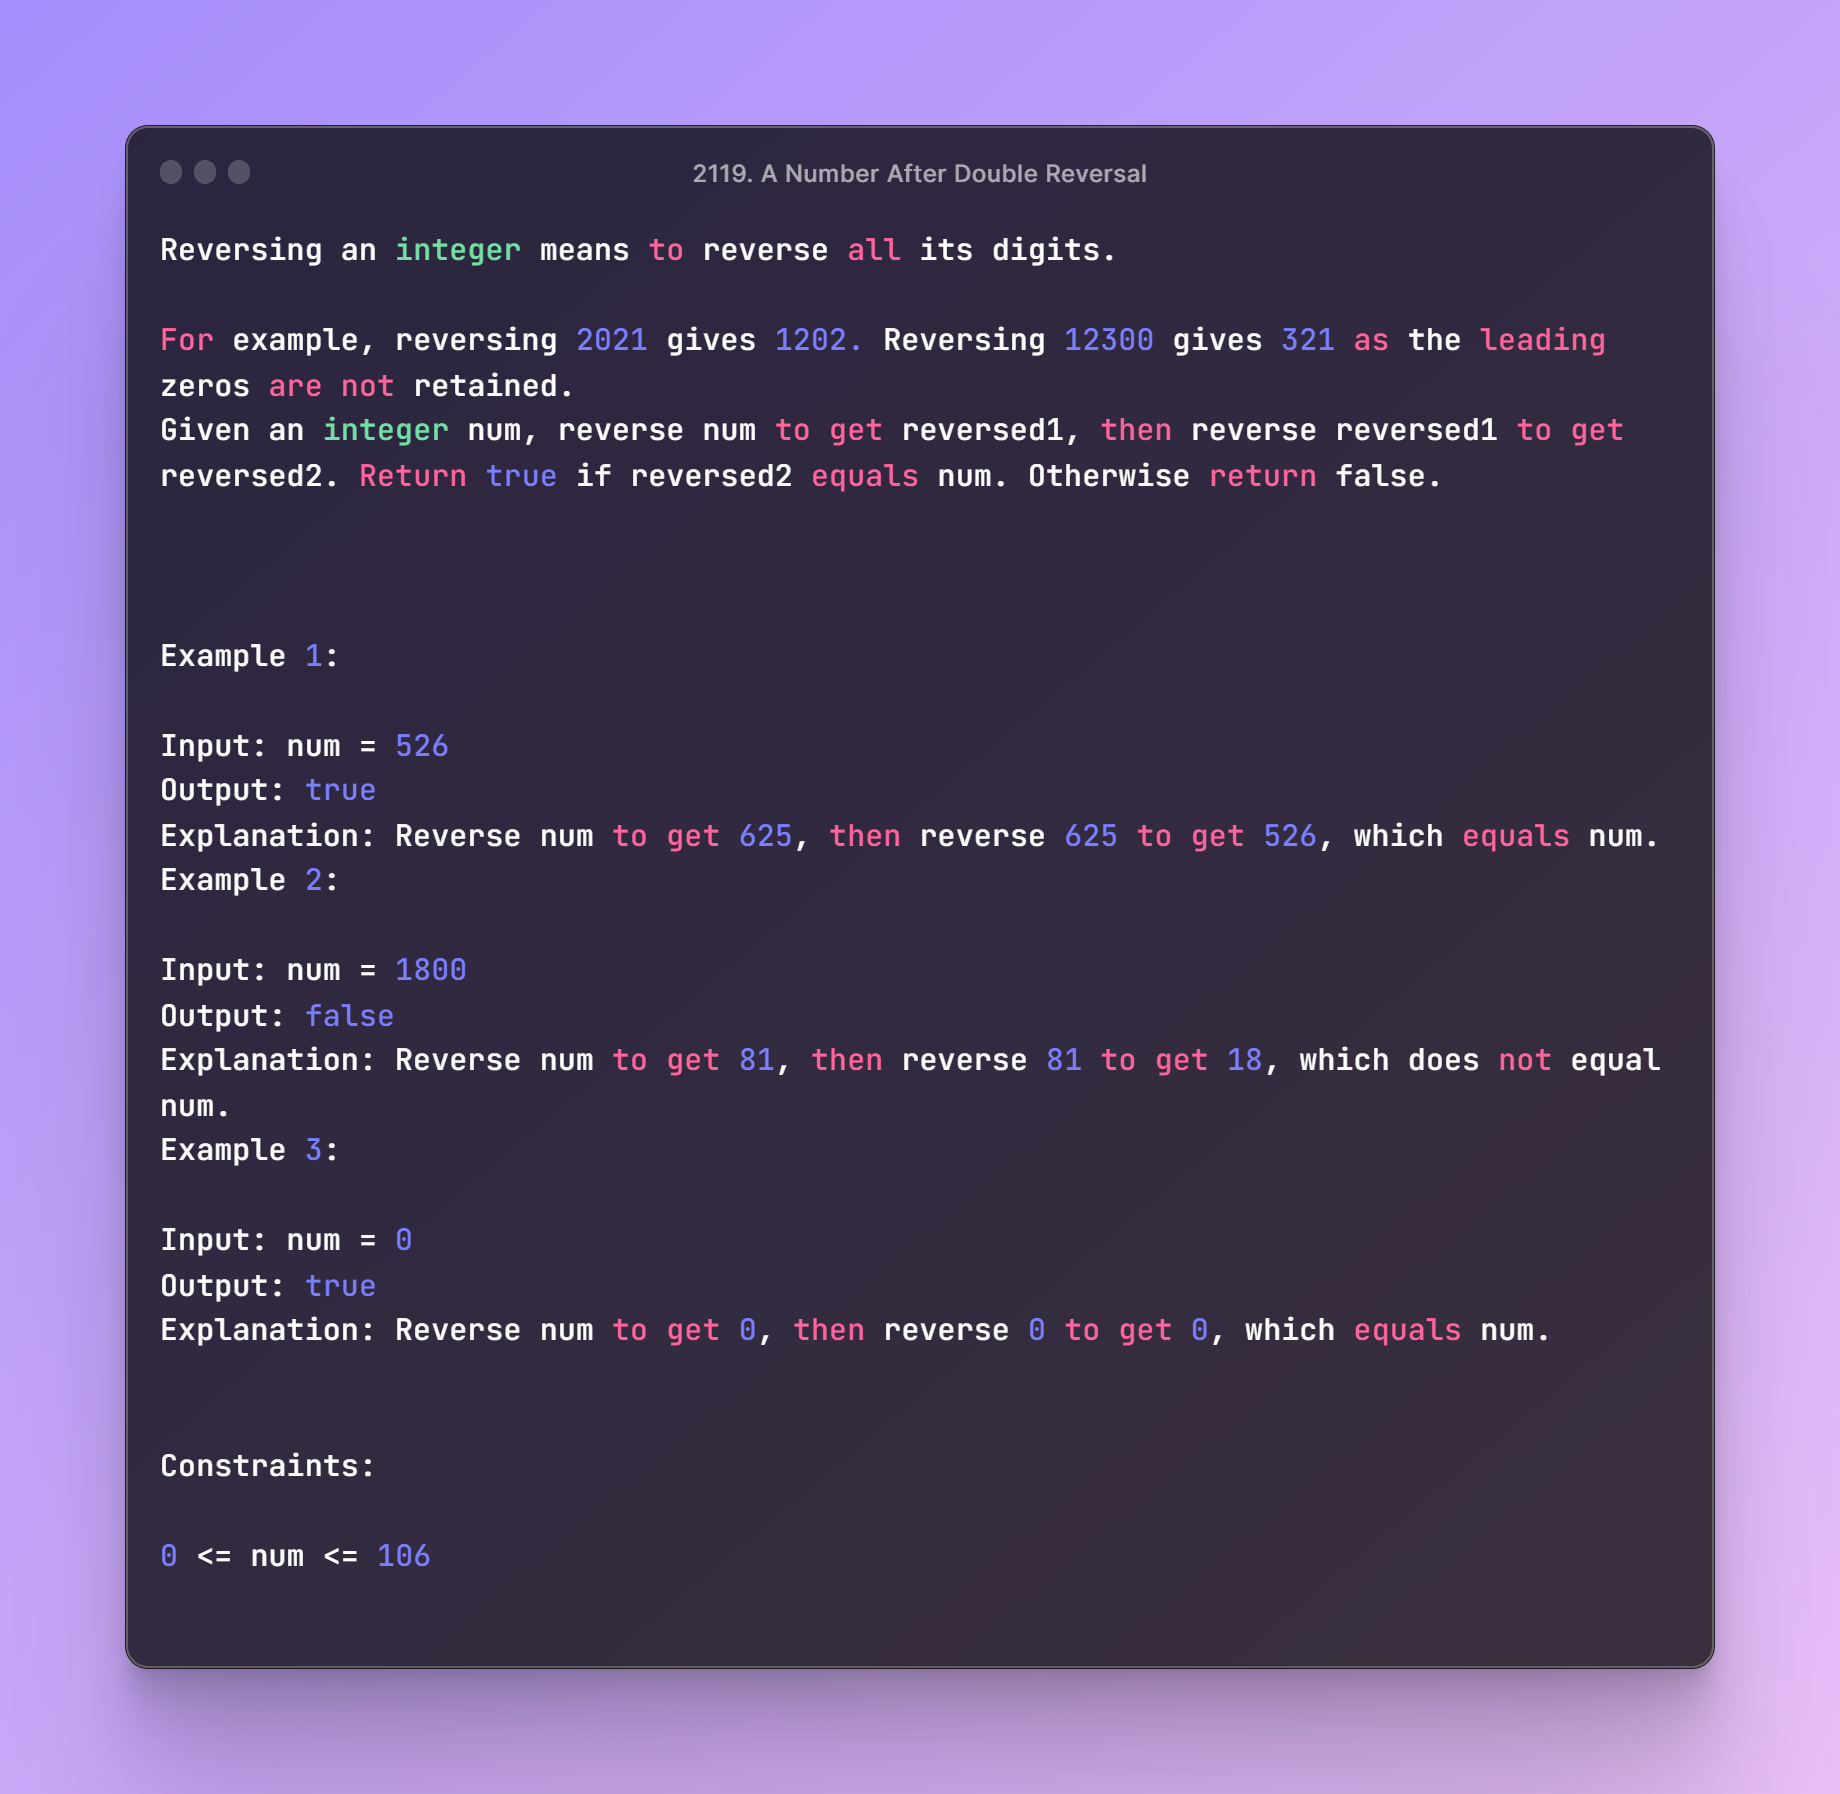 2119. A Number After Double Reversal
Reversing an integer means to reverse all its digits.
For example, reversing 2021 gives 1202. Reversing 12300 gives 321 as the leading
zeros are not retained.
Given an integer num, reverse num to get reversed1, then reverse reversed1 to get
reversed2. Return true if reversed2 equals num. Otherwise return false.
Example 1:
Input: num = 526
Output: true
Explanation: Reverse num to get 625, then reverse 625 to get 526, which equals num.
Example 2:
Input: num = 1800
Output: false
Explanation: Reverse num to get 81, then reverse 81 to get 18, which does not equal
num.
Example 3:
Input: num = 0
Output: true
Explanation: Reverse num to get 0, then reverse 0 to get 0, which equals num.
Constraints:
0 <= num <= 106